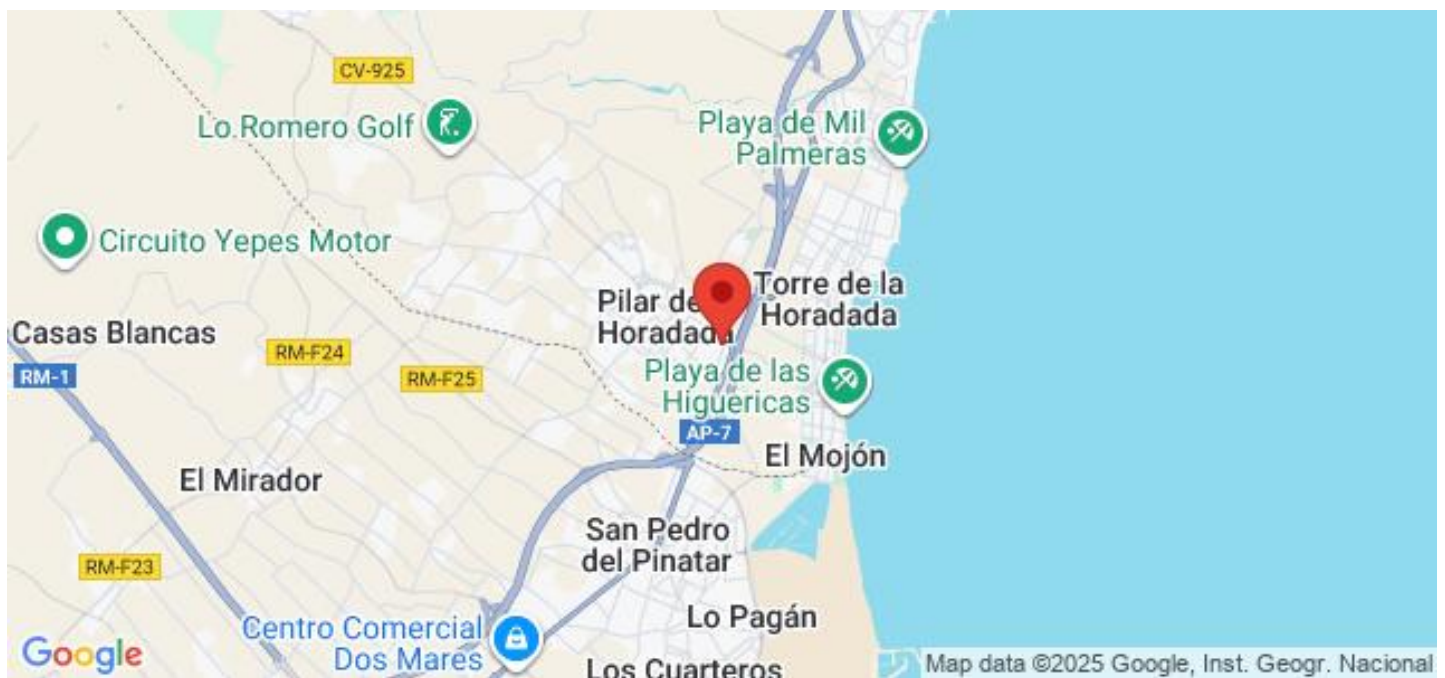 CV-925
Lo Romero Golf
Playa de Mil
Palmeras
Circuito Yepes Motor
Torre de la
Horadada
Pilar de
Horadada
Casas Blancas
RM-F24
RM-1
RM-F25
Playa de las
Higuericas
AP-7
El Mojón
El Mirador
San Pedro
del Pinatar
RM-F23
Lo Pagán
Centro Comercial
Dos Mares
Los Cuarteros
Google
Map data ©2025 Google, Inst. Geogr. Nacional